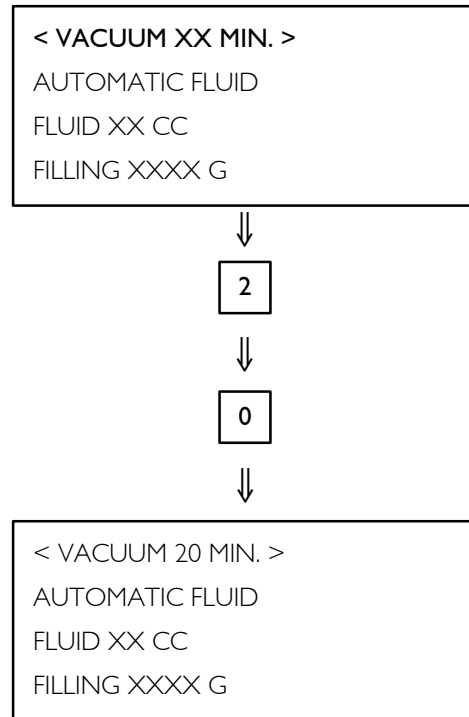 < VACUUM XX MIN. >
AUTOMATIC FLUID
FLUID XX CC
FILLING XXXX G
⇓
2
⇓
0
⇓
< VACUUM 20 MIN. >
AUTOMATIC FLUID
FLUID XX CC
FILLING XXXX G